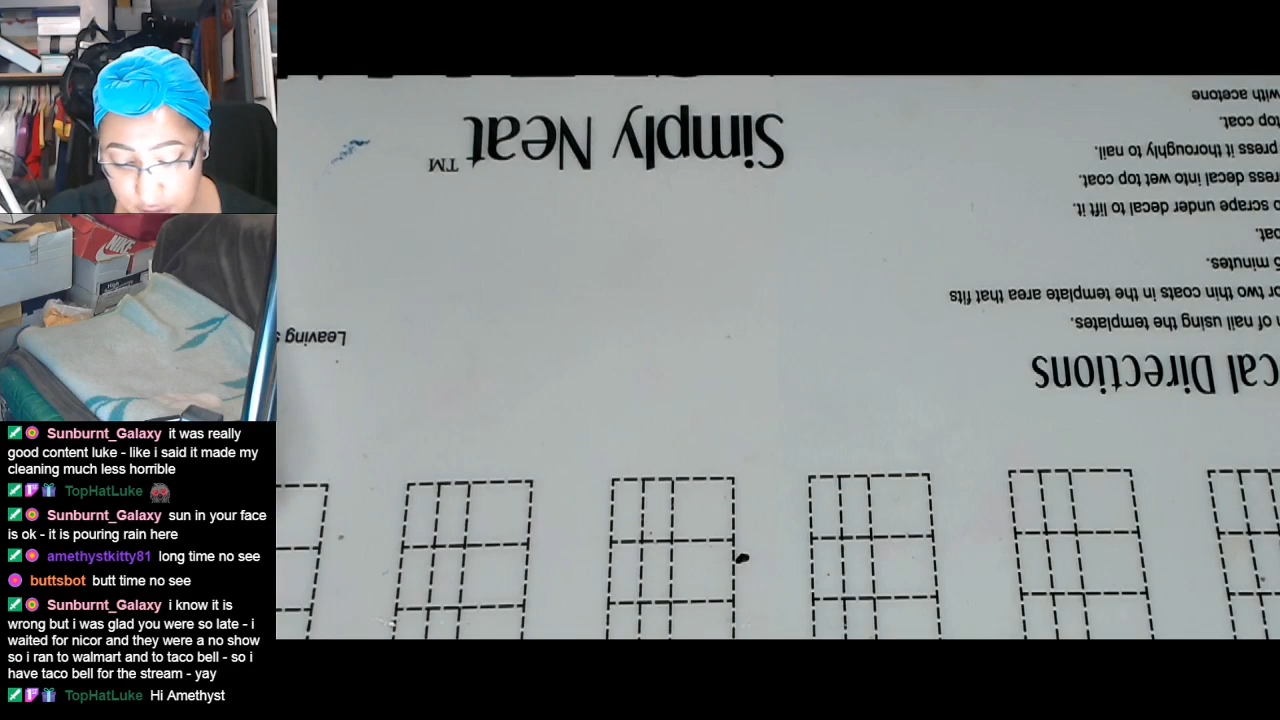 Simply Neat™
with acetone
top coat.
press it thoroughly to nail.
ress decal into wet top coat.
scrape under decal to lift it.
oat.
5 minutes.
or two thin coats in the template area that fits
of nail using the templates.
cal Directions
Leaving
NIKE
Sunburnt_Galaxy it was really
good content luke - like i said it made my
cleaning much less horrible
TopHatLuke
Sunburnt_Galaxy sun in your face
is ok - it is pouring rain here
amethystkitty81 long time no see
buttsbot butt time no see
Sunburnt_Galaxy i know it is
wrong but i was glad you were so late - i
waited for nicor and they were a no show
so i ran to walmart and to taco bell - so i
have taco bell for the stream - yay
TopHatLuke Hi Amethyst